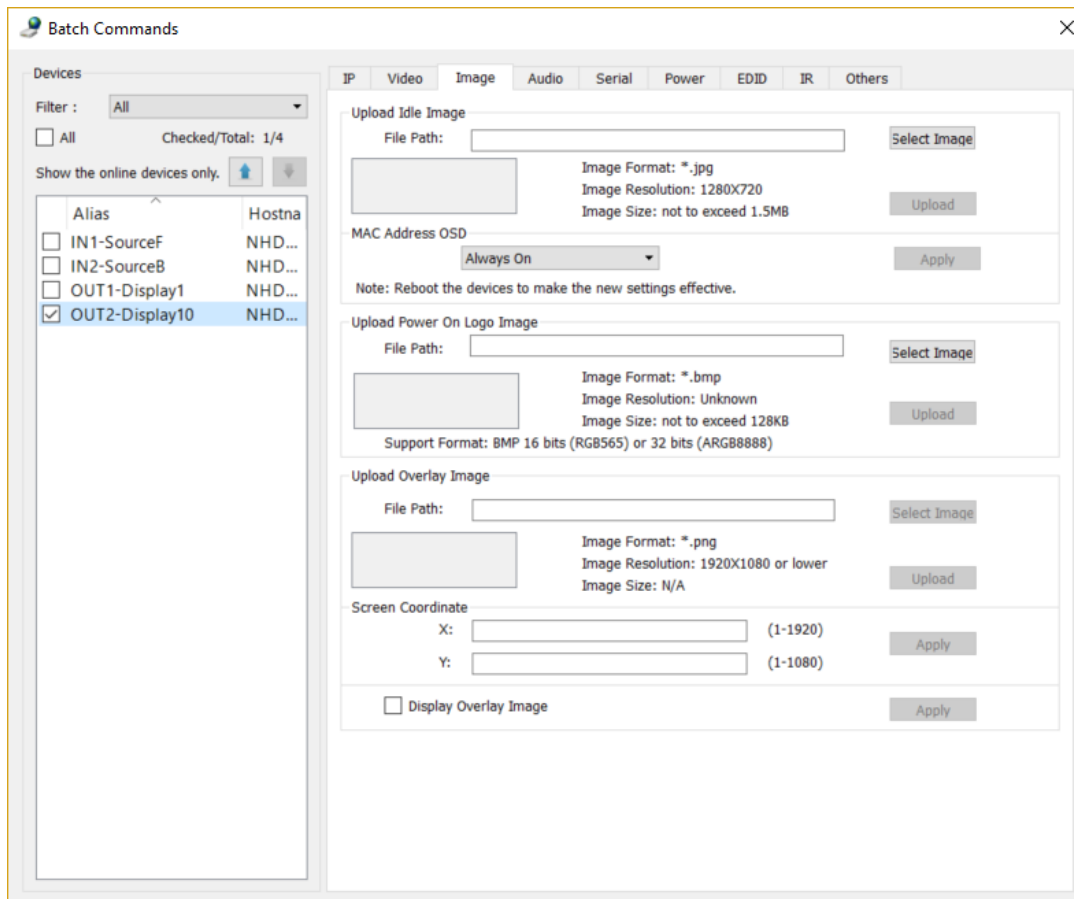 Batch Commands
Devices
Filter : All
All Checked/Total: 1/4
Show the online devices only.
Alias Hostna
IN1-SourceF NHD...
IN2-SourceB NHD...
OUT1-Display1 NHD...
OUT2-Display10 NHD...
IP Video Image Audio Serial Power EDID IR Others
Upload Idle Image
File Path: Select Image
Image Format: *.jpg
Image Resolution: 1280X720
Image Size: not to exceed 1.5MB
Upload
MAC Address OSD
Always On Apply
Note: Reboot the devices to make the new settings effective.
Upload Power On Logo Image
File Path: Select Image
Image Format: *.bmp
Image Resolution: Unknown
Image Size: not to exceed 128KB
Upload
Support Format: BMP 16 bits (RGB565) or 32 bits (ARGB8888)
Upload Overlay Image
File Path: Select Image
Image Format: *.png
Image Resolution: 1920X1080 or lower
Image Size: N/A
Upload
Screen Coordinate
X: (1-1920)
Y: (1-1080)
Apply
Display Overlay Image Apply